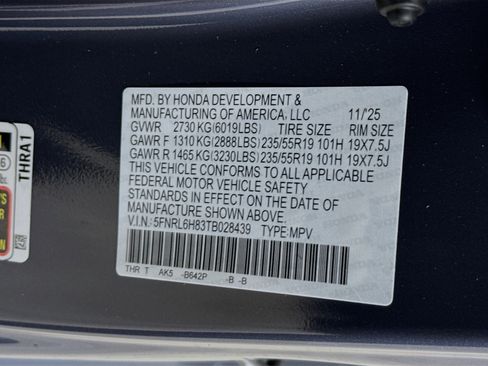 MFD. BY HONDA DEVELOPMENT &
MANUFACTURING OF AMERICA, LLC 11/25
GVWR 2730 KG(6019LBS) TIRE SIZE RIM SIZE
GAWR F 1310 KG(2888LBS) 235/55R19 101H 19X7.5J
GAWR R 1465 KG(3230LBS) 235/55R19 101H 19X7.5J
THIS VEHICLE CONFORMS TO ALL APPLICABLE
FEDERAL MOTOR VEHICLE SAFETY
STANDARDS IN EFFECT ON THE DATE OF
MANUFACTURE SHOWN ABOVE.
V.I.N.: 5FNRL6H83TB028439 TYPE: MPV
THR T AK5 -B642P -B -B
THRA1